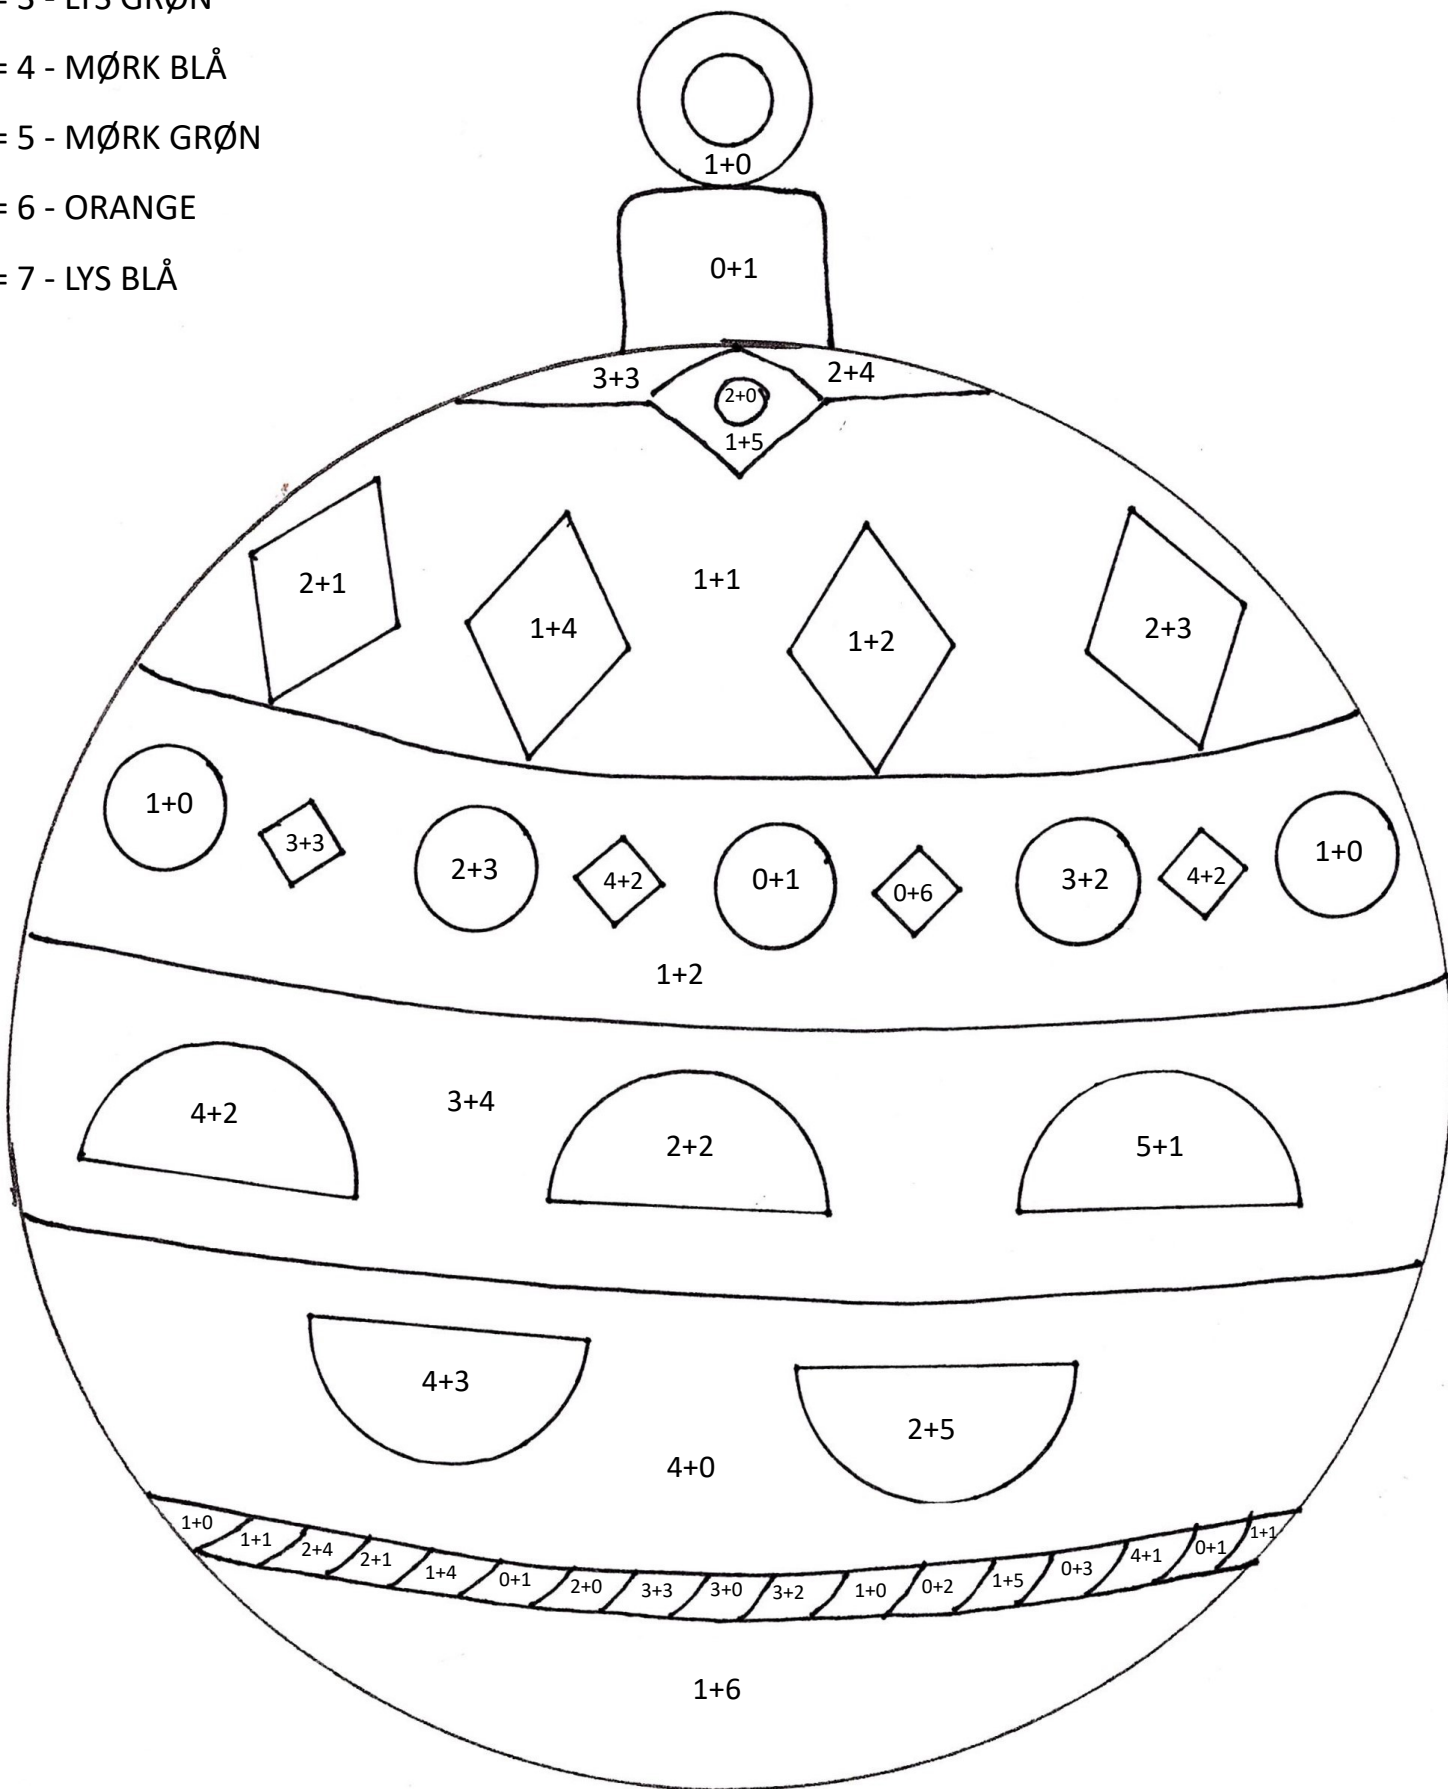 = 3 - LYS GRØN
= 4 - MØRK BLÅ
= 5 - MØRK GRØN
= 6 - ORANGE
= 7 - LYS BLÅ
1+0
0+1
3+3 2+4
2+0
1+5
2+1 1+4 1+1 1+2 2+3
1+0 3+3 2+3 4+2 0+1 0+6 3+2 4+2 1+0
1+2
4+2 3+4 2+2 5+1
4+3 2+5
4+0
1+0 1+1 2+4 2+1 1+4 0+1 2+0 3+3 3+0 3+2 1+0 0+2 1+5 0+3 4+1 0+1 1+1
1+6